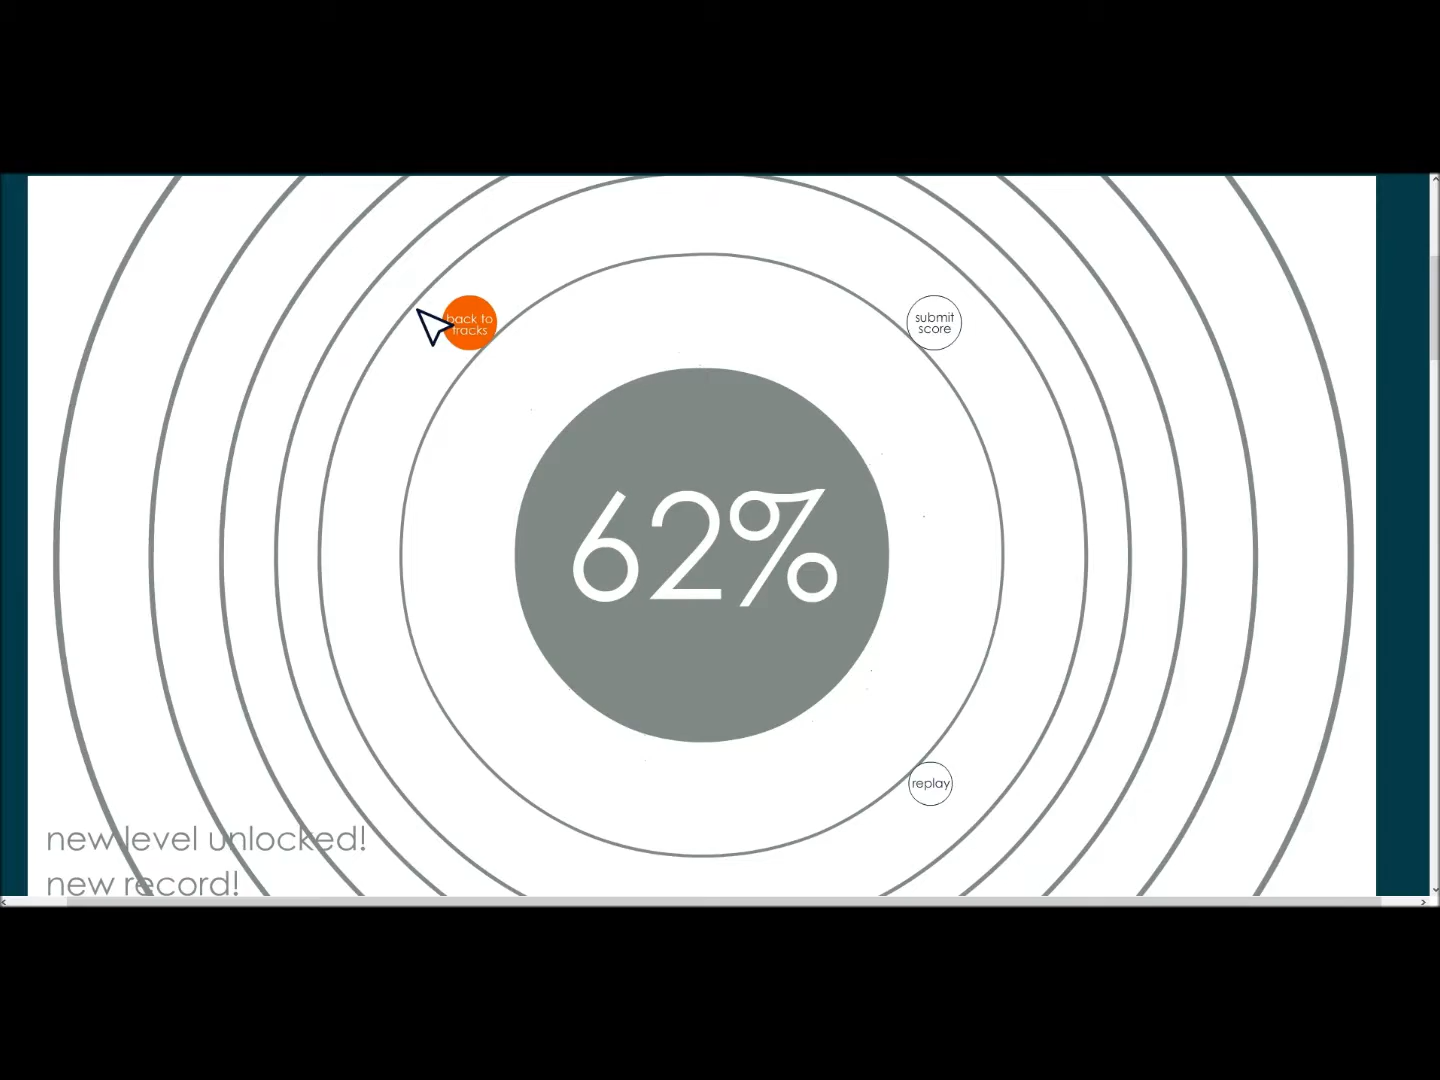 back to
tracks
submit
score
62%
replay
new level unlocked!
new record!